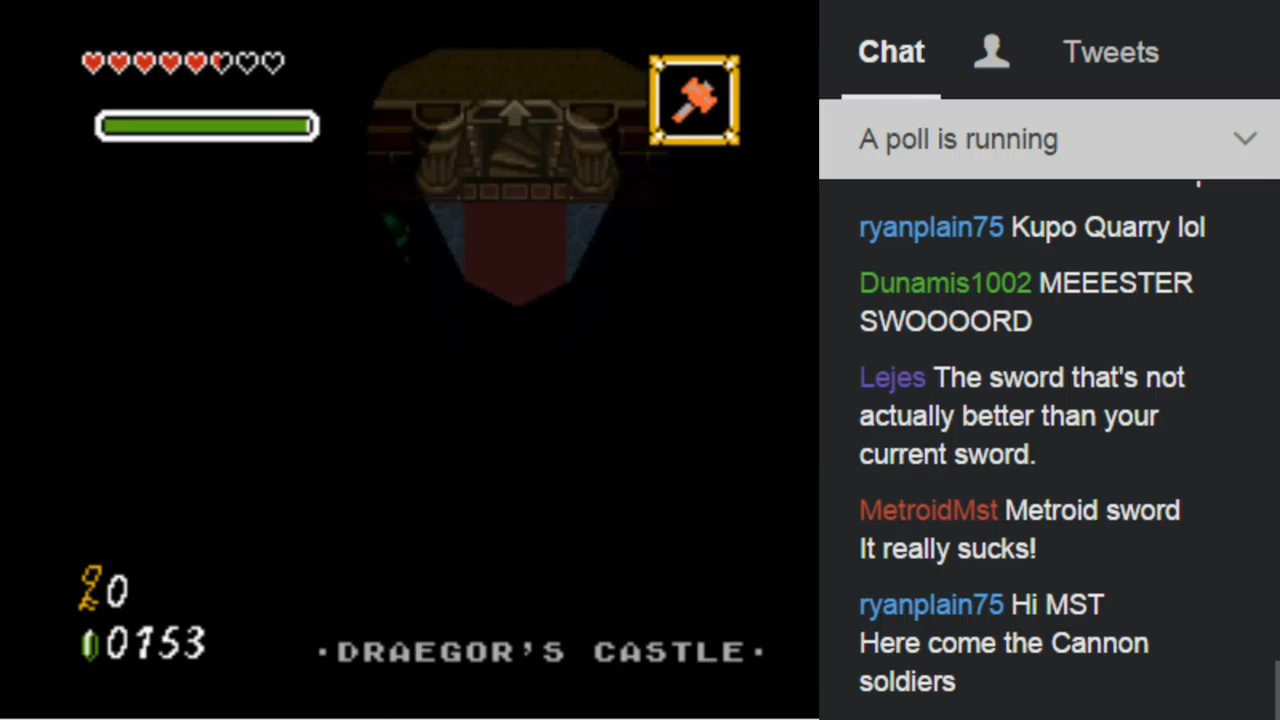 Chat
Tweets
A poll is running
ryanplain75 Kupo Quarry lol
Dunamis1002 MEEESTER
SWOOOORD
Lejes The sword that's not
actually better than your
current sword.
MetroidMst Metroid sword
It really sucks!
ryanplain75 Hi MST
Here come the Cannon
soldiers
0
0153
·DRAEGOR'S CASTLE·